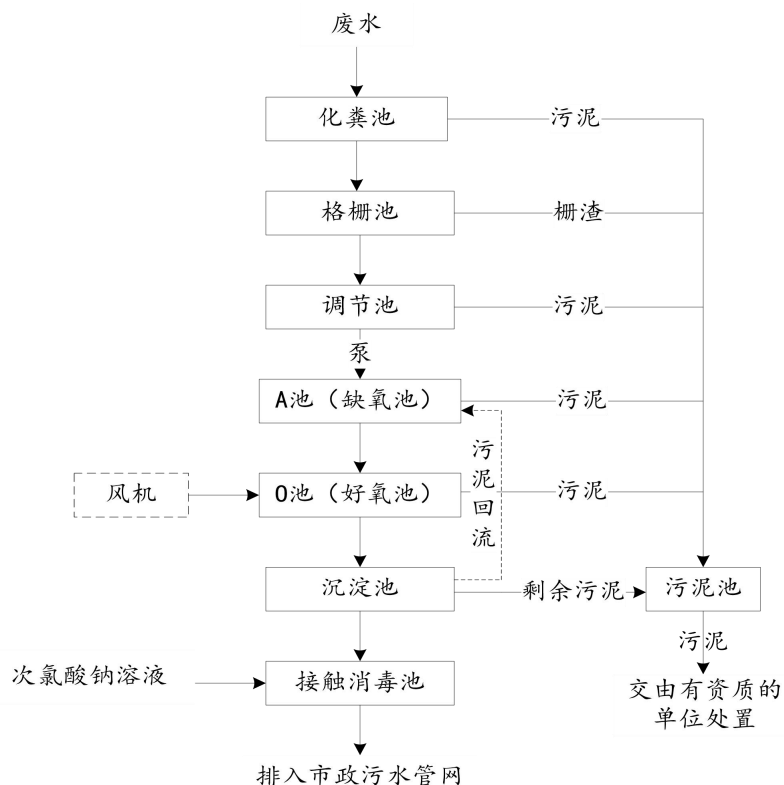 废水
化粪池
污泥
格栅池
栅渣
调节池
污泥
泵
A池（缺氧池）
污泥
污泥回流
风机
O池（好氧池）
污泥
沉淀池
剩余污泥
污泥池
污泥
次氯酸钠溶液
接触消毒池
交由有资质的
单位处置
排入市政污水管网